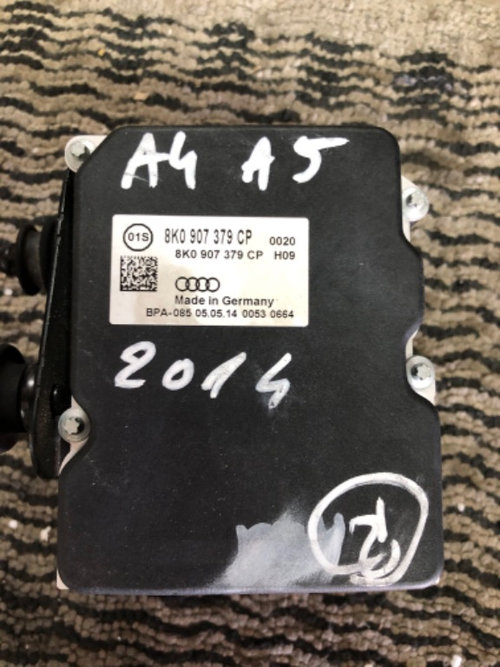 A4 A5
01S 8K0 907 379 CP 0020
8K0 907 379 CP H09
Made in Germany
BPA-085 05.05.14 0053 0664
2014